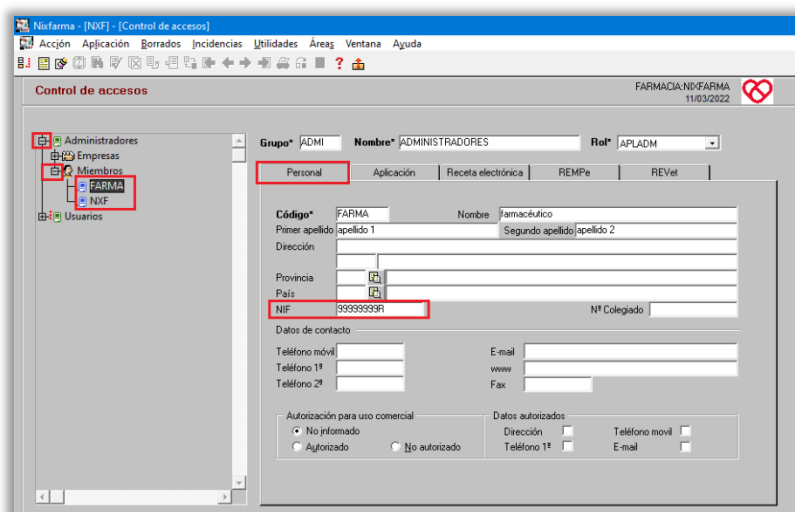 Nixfarma - [NXF] - [Control de accesos]
Acción Aplicación Borrados Incidencias Utilidades Áreas Ventana Ayuda
Control de accesos
FARMACIA:NIXFARMA
11/03/2022
Administradores
Empresas
Miembros
FARMA
NXF
Usuarios
Grupo* ADMI Nombre* ADMINISTRADORES Rol* APLADM
Personal Aplicación Receta electrónica REMPe REVet
Código* FARMA Nombre farmacéutico
Primer apellido apellido 1 Segundo apellido apellido 2
Dirección
Provincia
País
NIF 99999999R Nª Colegiado
Datos de contacto
Teléfono móvil E-mail
Teléfono 1ª www
Teléfono 2ª Fax
Autorización para uso comercial Datos autorizados
No informado Dirección Teléfono movil
Autorizado No autorizado Teléfono 1ª E-mail